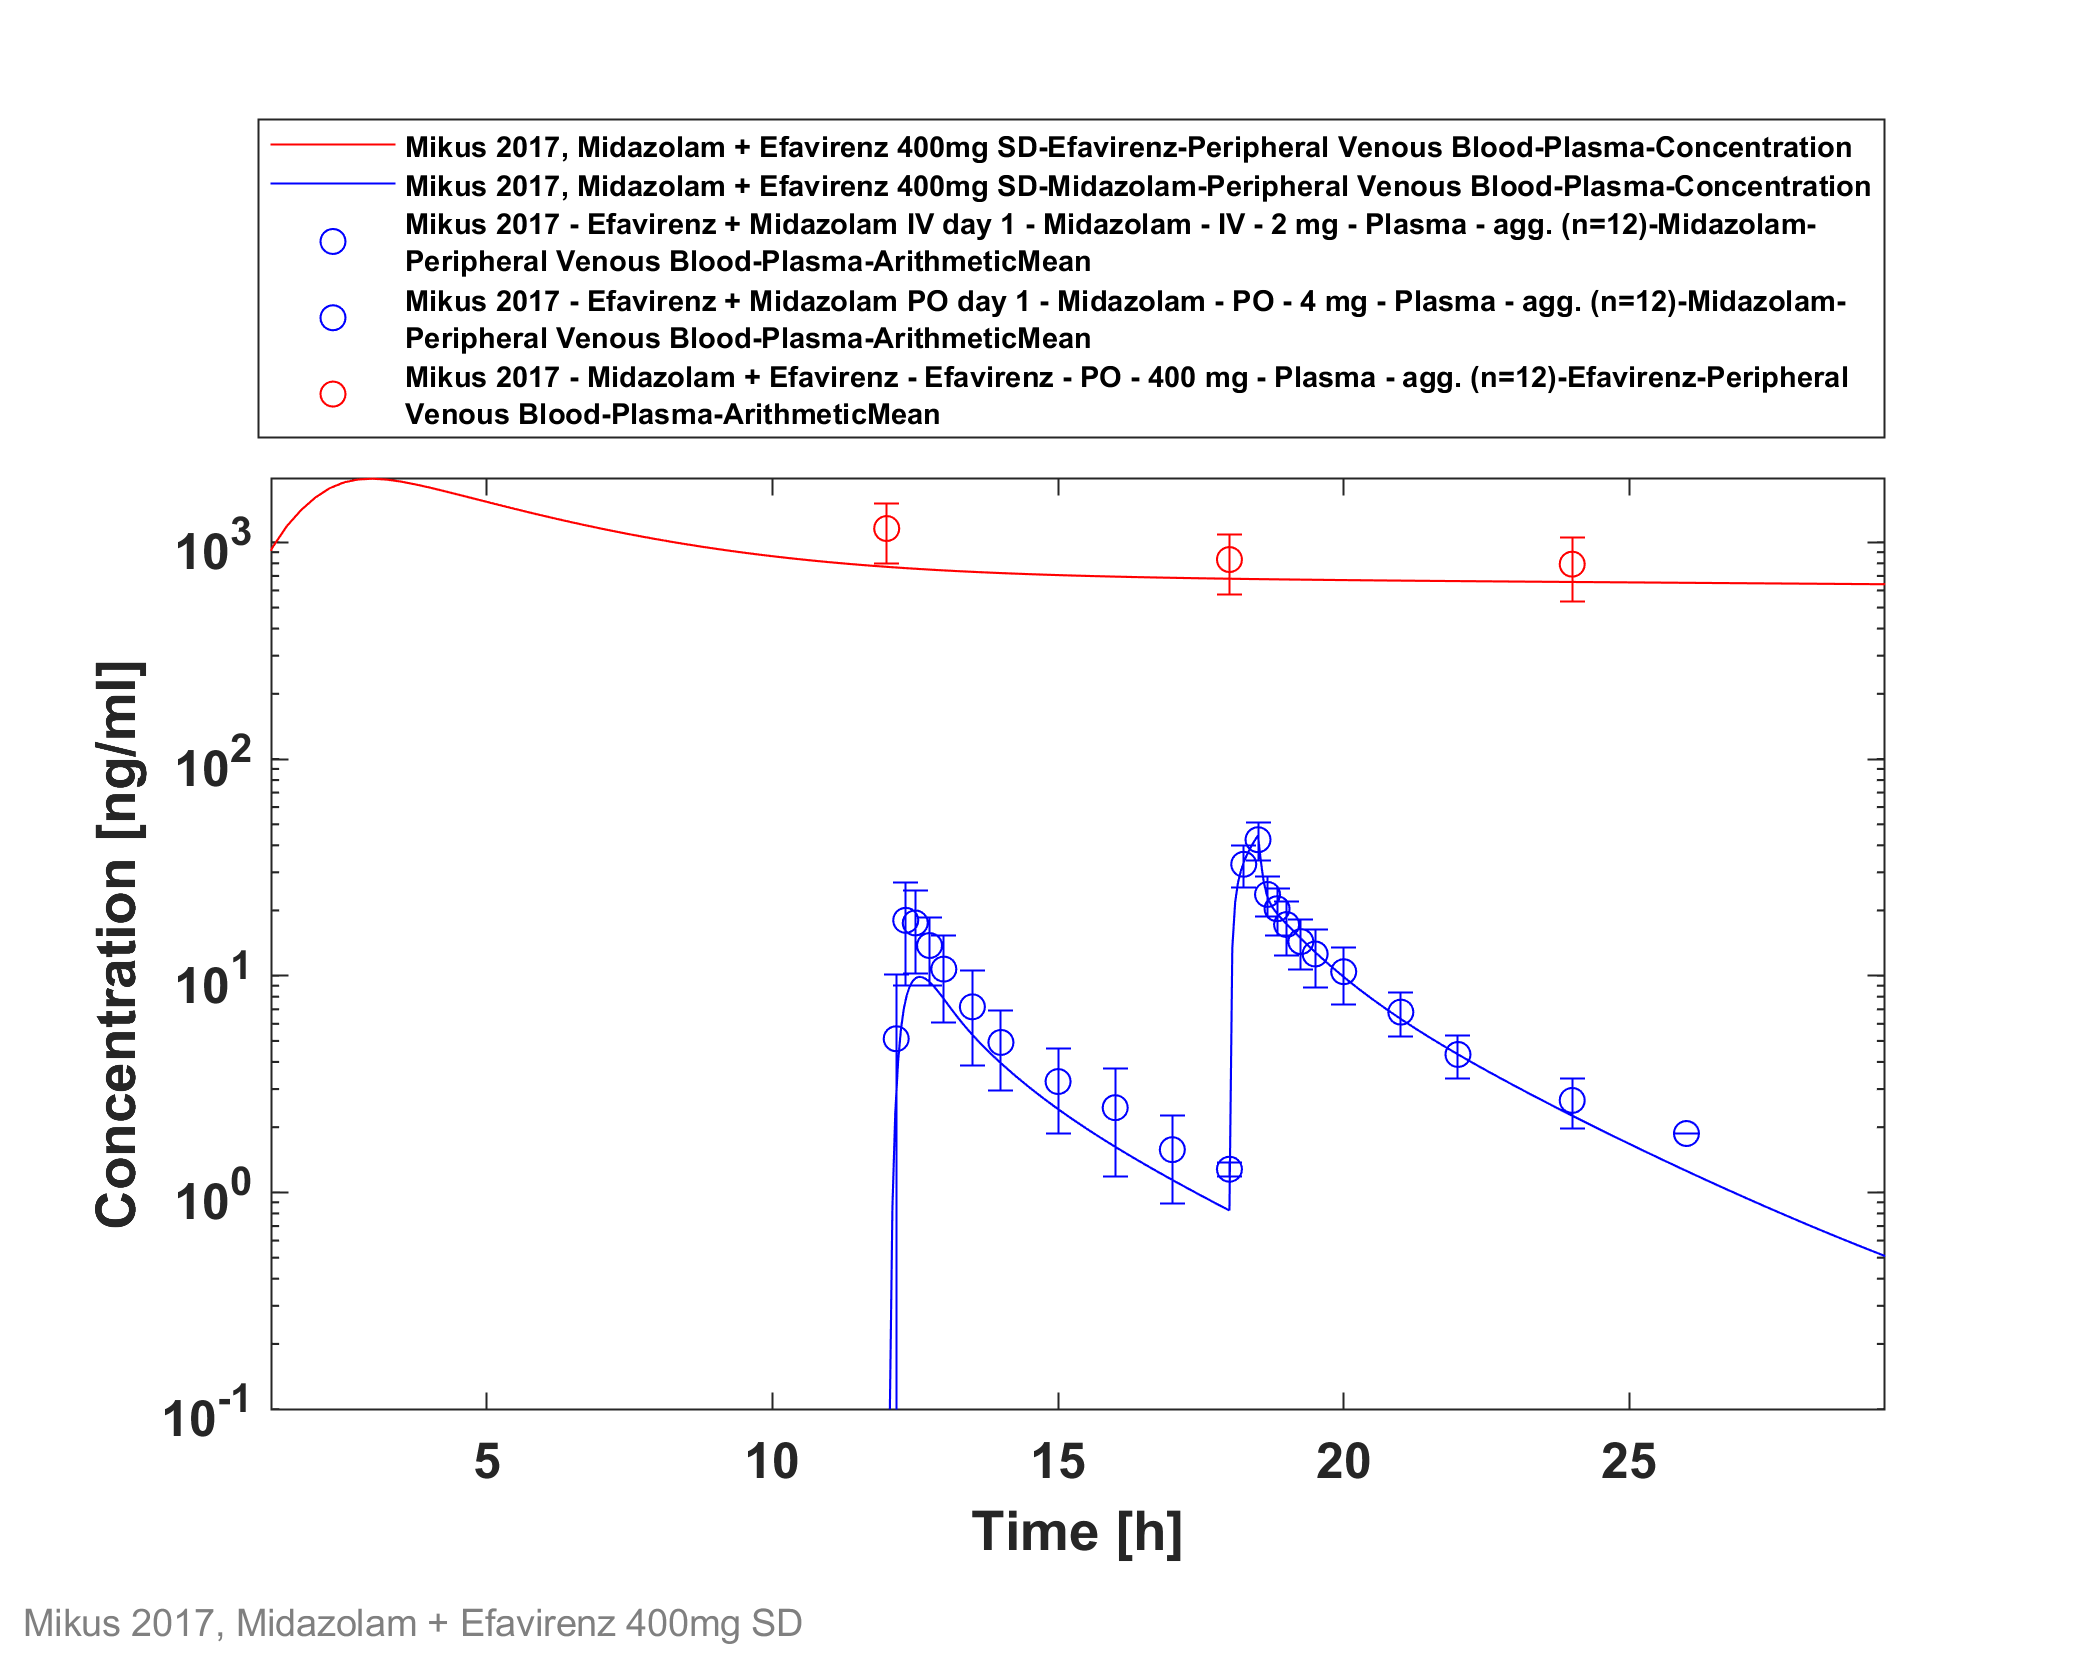 Mikus 2017, Midazolam + Efavirenz 400mg SD-Efavirenz-Peripheral Venous Blood-Plasma-Concentration
Mikus 2017, Midazolam + Efavirenz 400mg SD-Midazolam-Peripheral Venous Blood-Plasma-Concentration
Mikus 2017 - Efavirenz + Midazolam IV day 1 - Midazolam - IV - 2 mg - Plasma - agg. (n=12)-Midazolam-
Peripheral Venous Blood-Plasma-ArithmeticMean
Mikus 2017 - Efavirenz + Midazolam PO day 1 - Midazolam - PO - 4 mg - Plasma - agg. (n=12)-Midazolam-
Peripheral Venous Blood-Plasma-ArithmeticMean
Mikus 2017 - Midazolam + Efavirenz - Efavirenz - PO - 400 mg - Plasma - agg. (n=12)-Efavirenz-Peripheral
Venous Blood-Plasma-ArithmeticMean
10^3
10^2
10^1
10^0
10^-1
Concentration [ng/ml]
5 10 15 20 25
Time [h]
Mikus 2017, Midazolam + Efavirenz 400mg SD